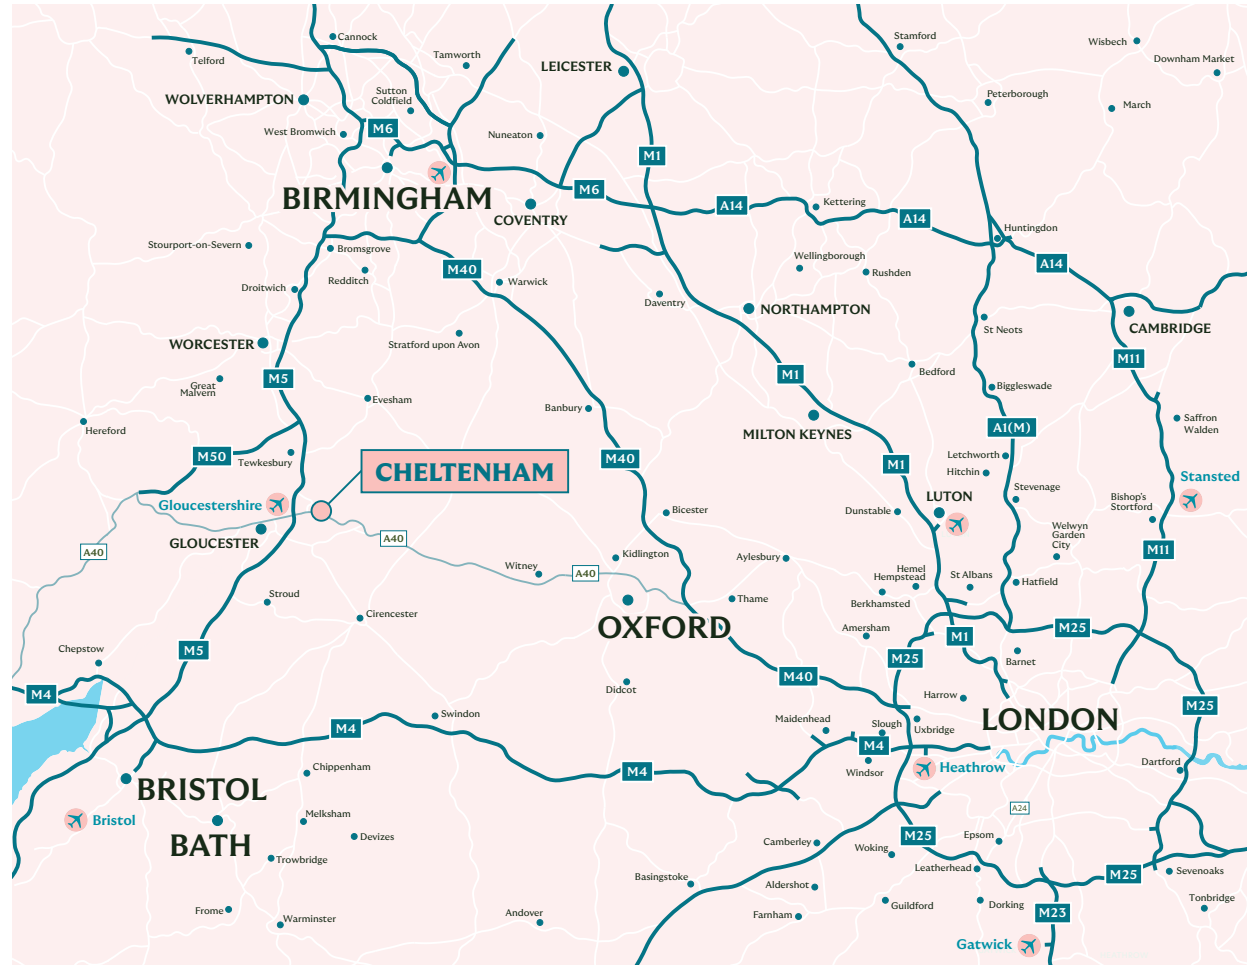 Cannock
Stamford
Wisbech
Telford
Tamworth
LEICESTER
Downham Market
WOLVERHAMPTON
Sutton
Coldfield
Peterborough
March
West Bromwich
M6
Nuneaton
M1
BIRMINGHAM
M6
COVENTRY
A14
Kettering
A14
Huntingdon
Stourport-on-Severn
Bromsgrove
Redditch
M40
Wellingborough
Rushden
A14
Droitwich
Warwick
Daventry
NORTHAMPTON
St Neots
CAMBRIDGE
WORCESTER
Stratford upon Avon
M11
Great
Malvern
M5
M1
Bedford
Biggleswade
Evesham
Banbury
Hereford
MILTON KEYNES
A1(M)
Saffron
Walden
M50
Tewkesbury
M40
M1
Letchworth
Hitchin
CHELTENHAM
Stansted
Gloucestershire
LUTON
Stevenage
Bishop's
Stortford
Bicester
Dunstable
GLOUCESTER
A40
A40
Welwyn
Garden
City
M11
Kidlington
Aylesbury
Witney
A40
Hemel
Hempstead
St Albans
Hatfield
Stroud
Cirencester
OXFORD
Thame
Berkhamsted
Amersham
M1
M25
Chepstow
M5
M25
Barnet
M4
Didcot
M40
Harrow
M25
Swindon
M4
Maidenhead
Slough
Uxbridge
LONDON
M4
Windsor
Heathrow
Dartford
Chippenham
M4
BRISTOL
Bristol
BATH
Melksham
Devizes
A24
M25
Epsom
Camberley
Woking
Trowbridge
Leatherhead
M25
Sevenoaks
Basingstoke
Aldershot
Frome
Warminster
Andover
Farnham
Guildford
Dorking
M23
Tonbridge
Gatwick